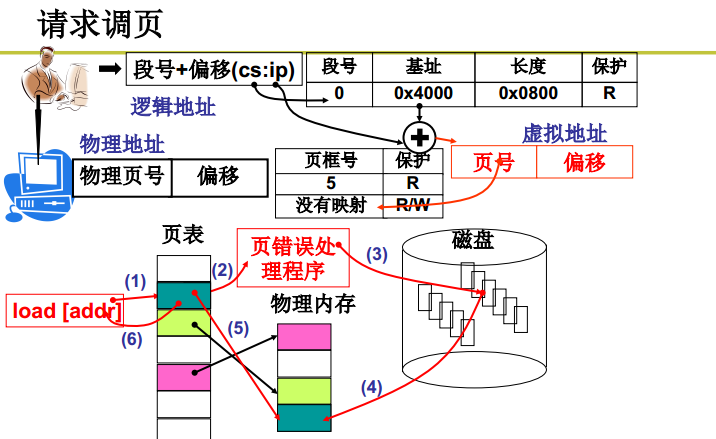 请求调页
段号+偏移(cs:ip)
段号 基址 长度 保护
0 0x4000 0x0800 R
逻辑地址
物理地址
虚拟地址
物理页号 偏移
页框号 保护
5 R
没有映射 R/W
页号 偏移
页表
页错误处
理程序
磁盘
(1)
(2)
(3)
load [addr]
物理内存
(6)
(5)
(4)